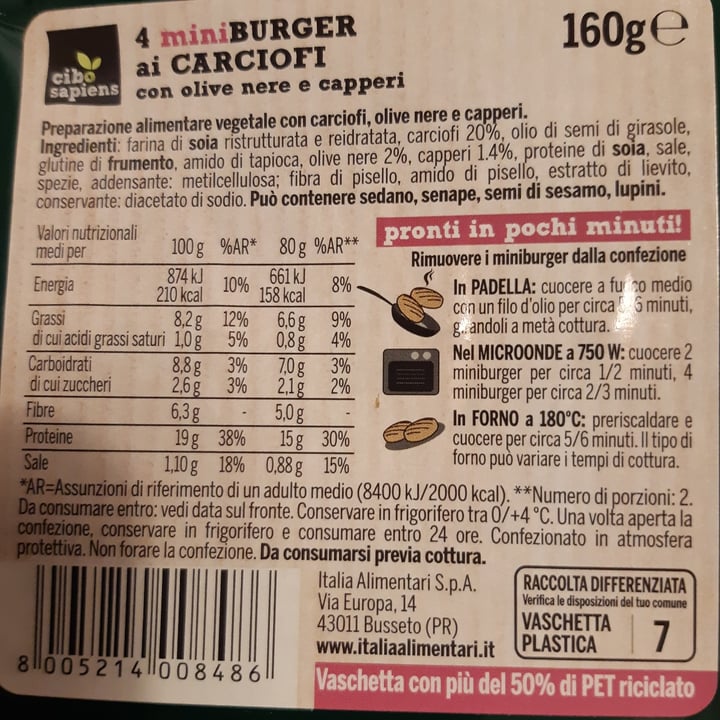 cibo
sapiens
4 miniBURGER
ai CARCIOFI
con olive nere e capperi
160g e
Preparazione alimentare vegetale con carciofi, olive nere e capperi.
Ingredienti: farina di soia ristrutturata e reidratata, carciofi 20%, olio di semi di girasole,
glutine di frumento, amido di tapioca, olive nere 2%, capperi 1.4%, proteine di soia, sale,
spezie, addensante: metilcellulosa; fibra di pisello, amido di pisello, estratto di lievito,
conservante: diacetato di sodio. Può contenere sedano, senape, semi di sesamo, lupini.
Valori nutrizionali
medi per 100 g %AR* 80 g %AR**
Energia 874 kJ 10% 661 kJ 8%
210 kcal 158 kcal
Grassi 8,2 g 12% 6,6 g 9%
di cui acidi grassi saturi 1,0 g 5% 0,8 g 4%
Carboidrati 8,8 g 3% 7,0 g 3%
di cui zuccheri 2,6 g 3% 2,1 g 2%
Fibre 6,3 g - 5,0 g -
Proteine 19 g 38% 15 g 30%
Sale 1,10 g 18% 0,88 g 15%
pronti in pochi minuti!
Rimuovere i miniburger dalla confezione
In PADELLA: cuocere a medio
con un filo d'olio per circa 6 minuti,
a metà cottura.
Nel MICROONDE a 750 W: cuocere 2
miniburger per circa 1/2 minuti, 4
miniburger per circa 2/3 minuti.
In FORNO a 180°C: preriscaldare e
cuocere per circa 5/6 minuti. Il tipo di
forno può variare i tempi di cottura.
*AR=Assunzioni di riferimento di un adulto medio (8400 kJ/2000 kcal). **Numero di porzioni: 2.
Da consumare entro: vedi data sul fronte. Conservare in frigorifero tra 0/+4 °C. Una volta aperta la
confezione, conservare in frigorifero e consumare entro 24 ore. Confezionato in atmosfera
protettiva. Non forare la confezione. Da consumarsi previa cottura.
8 005214 008486
Italia Alimentari S.p.A.
Via Europa, 14
43011 Busseto (PR)
www.italiaalimentari.it
RACCOLTA DIFFERENZIATA
Verifica le disposizioni del tuo comune
VASCHETTA
PLASTICA 7
Vaschetta con più del 50% di PET riciclato